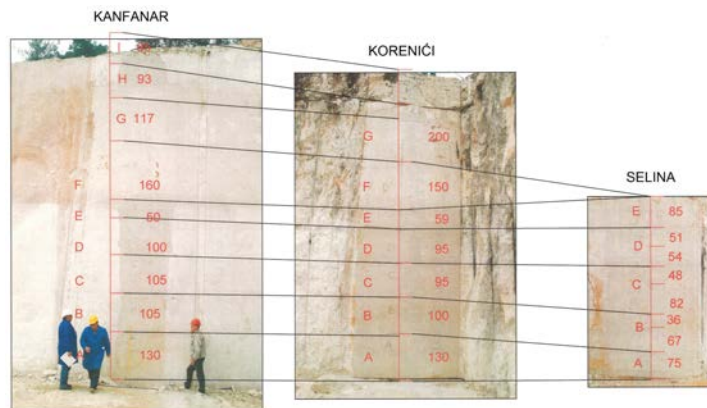 KANFANAR
I
H 93
G 117
F 160
E
D 100
C 105
B 105
A 130
KORENIĆI
G 200
F 150
E 59
D 95
C 95
B 100
A 130
SELINA
E 85
D 51
54
C 48
82
B 36
67
A 75